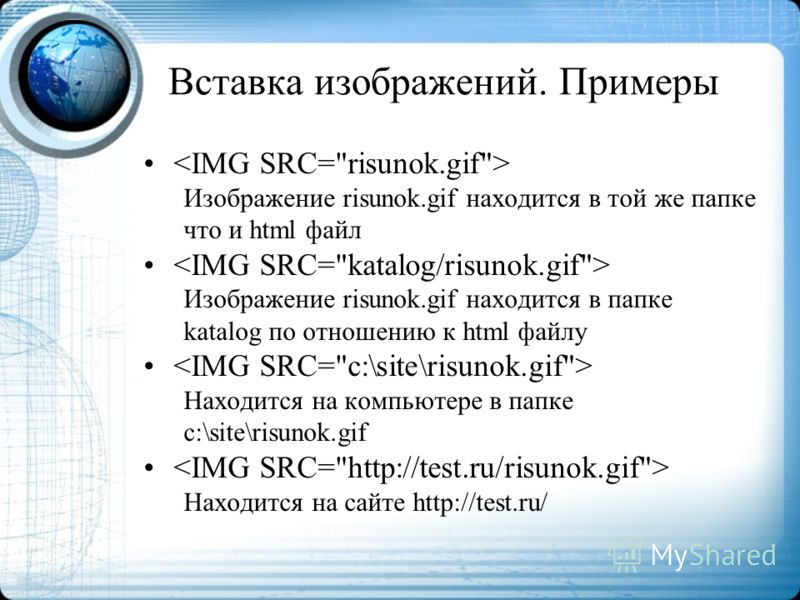 Вставка изображений. Примеры
• <IMG SRC="risunok.gif">
Изображение risunok.gif находится в той же папке
что и html файл
• <IMG SRC="katalog/risunok.gif">
Изображение risunok.gif находится в папке
katalog по отношению к html файлу
• <IMG SRC="c:\site\risunok.gif">
Находится на компьютере в папке
c:\site\risunok.gif
• <IMG SRC="http://test.ru/risunok.gif">
Находится на сайте http://test.ru/
MyShared